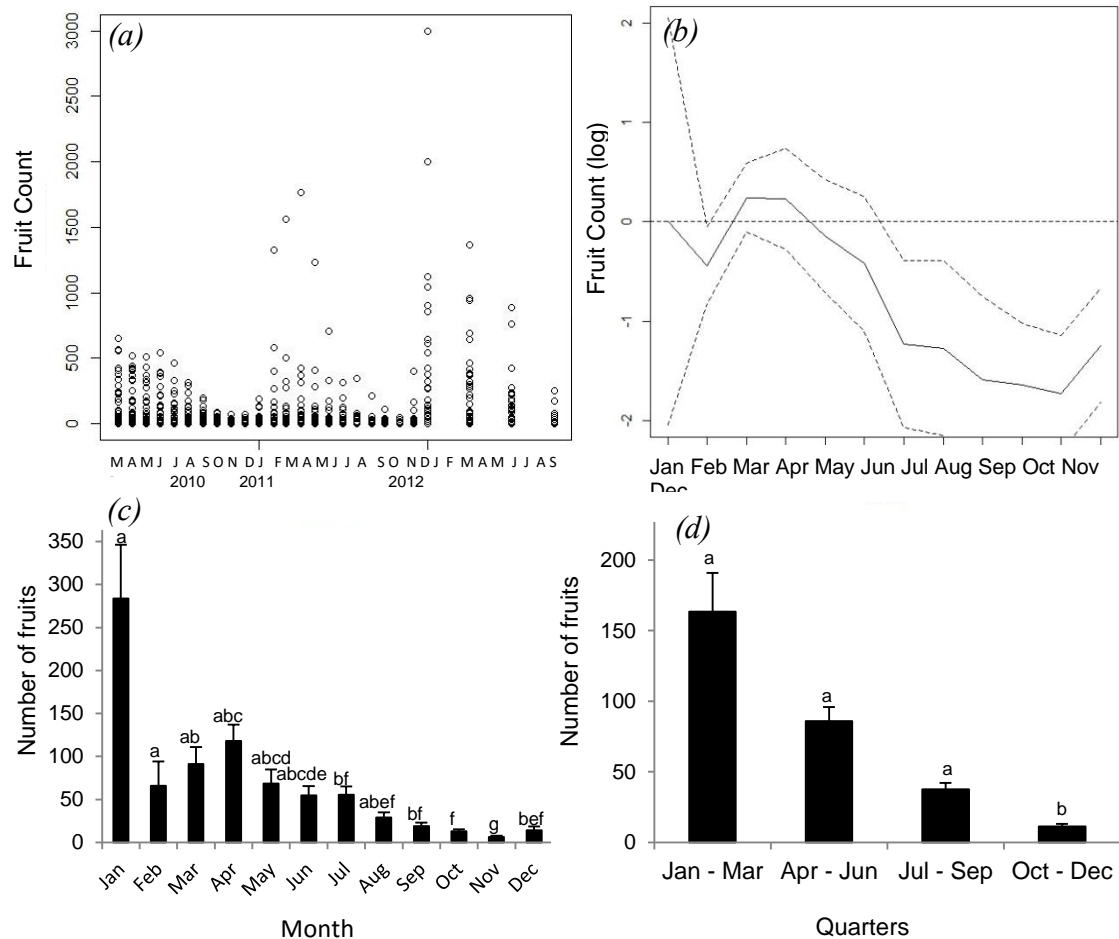 (a)
3000
2500
2000
1500
1000
500
0
Fruit Count
M A M J J A S O N D J F M A M J J A S O N D J F M A M J J A S
2010 2011 2012
(b)
2
1
0
-1
-2
Fruit Count (log)
Jan Feb Mar Apr May Jun Jul Aug Sep Oct Nov
Dec
(c)
350
300
250
200
150
100
50
0
Number of fruits
a a ab abc abcd abcde bf abef bf f g bef
Jan Feb Mar Apr May Jun Jul Aug Sep Oct Nov Dec
Month
(d)
200
150
100
50
0
Number of fruits
a a a b
Jan - Mar Apr - Jun Jul - Sep Oct - Dec
Quarters